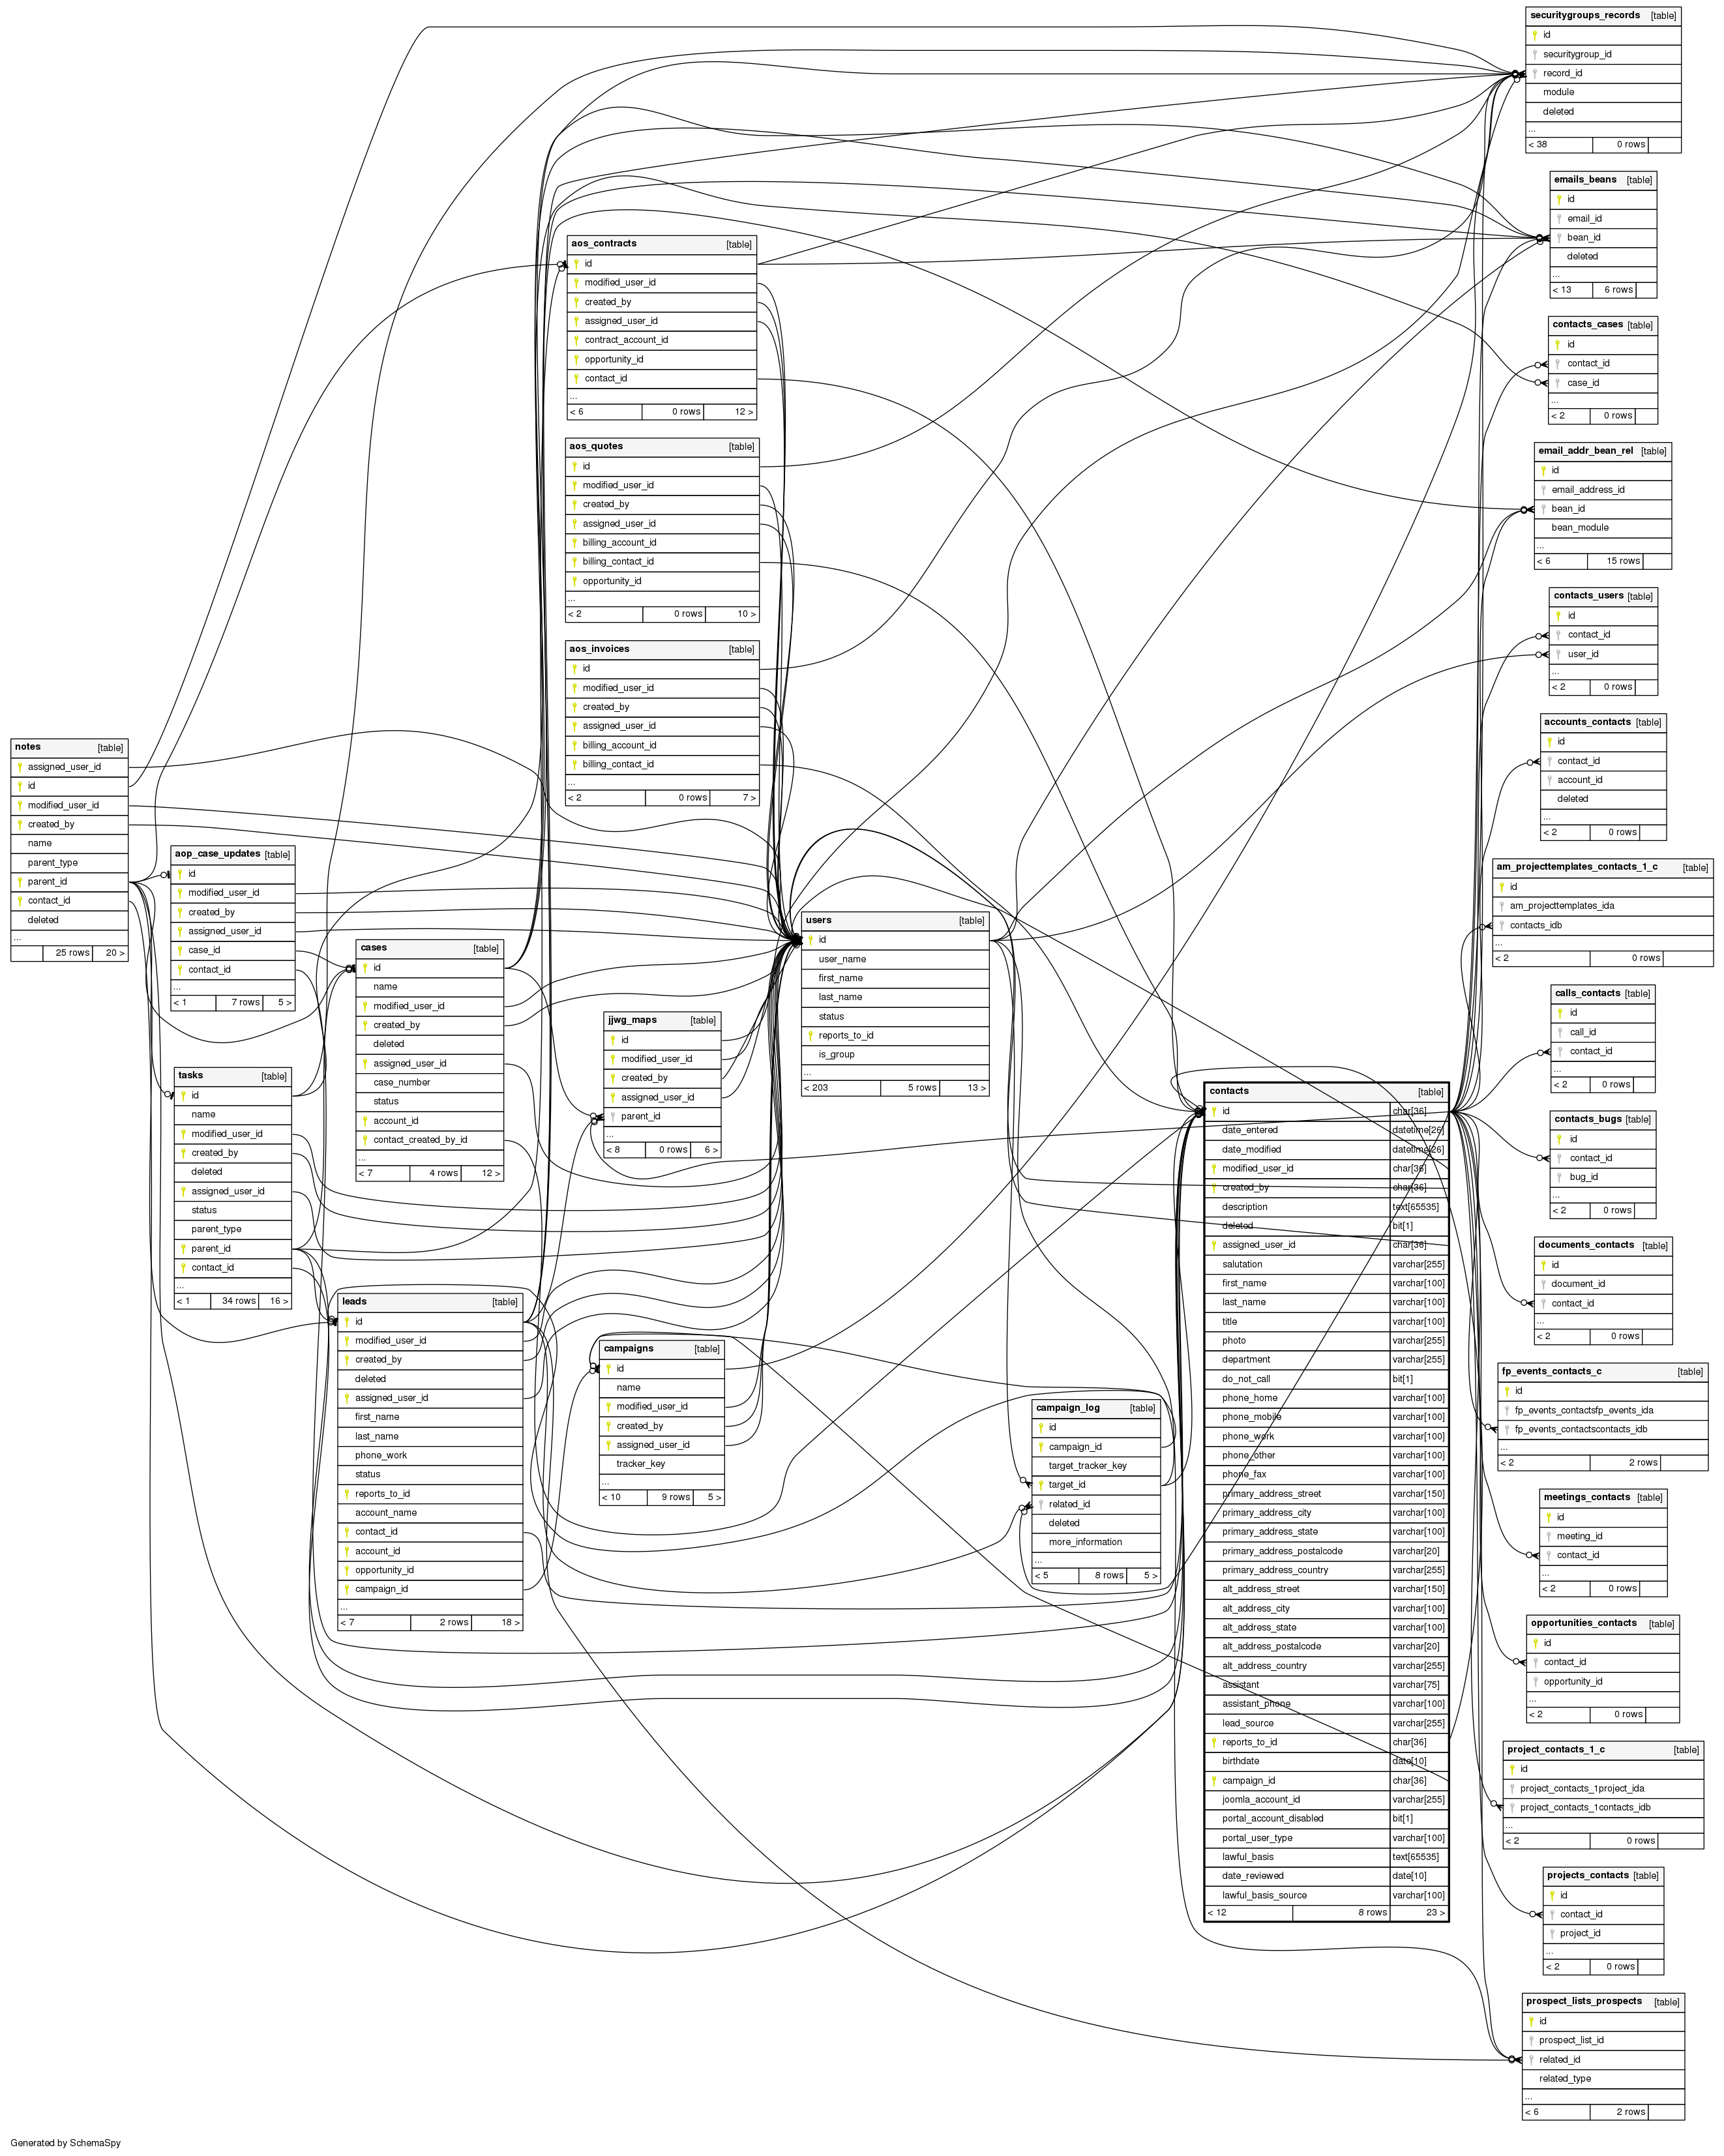 securitygroups_records [table]
id
securitygroup_id
record_id
module
deleted
...
< 38 0 rows
emails_beans [table]
id
email_id
bean_id
deleted
...
< 13 6 rows
contacts_cases [table]
id
contact_id
case_id
...
< 2 0 rows
email_addr_bean_rel [table]
id
email_address_id
bean_id
bean_module
...
< 6 15 rows
contacts_users [table]
id
contact_id
user_id
...
< 2 0 rows
accounts_contacts [table]
id
contact_id
account_id
deleted
...
< 2 0 rows
am_projecttemplates_contacts_1_c [table]
id
am_projecttemplates_ida
contacts_idb
...
< 2 0 rows
calls_contacts [table]
id
call_id
contact_id
...
< 2 0 rows
contacts_bugs [table]
id
contact_id
bug_id
...
< 2 0 rows
documents_contacts [table]
id
document_id
contact_id
...
< 2 0 rows
fp_events_contacts_c [table]
id
fp_events_contactsfp_events_ida
fp_events_contactscontacts_idb
...
< 2 2 rows
meetings_contacts [table]
id
meeting_id
contact_id
...
< 2 0 rows
opportunities_contacts [table]
id
contact_id
opportunity_id
...
< 2 0 rows
project_contacts_1_c [table]
id
project_contacts_1project_ida
project_contacts_1contacts_idb
...
< 2 0 rows
projects_contacts [table]
id
contact_id
project_id
...
< 2 0 rows
prospect_lists_prospects [table]
id
prospect_list_id
related_id
related_type
...
< 6 2 rows
aos_contracts [table]
id
modified_user_id
created_by
assigned_user_id
contract_account_id
opportunity_id
contact_id
...
< 6 0 rows 12 >
aos_quotes [table]
id
modified_user_id
created_by
assigned_user_id
billing_account_id
billing_contact_id
opportunity_id
...
< 2 0 rows 10 >
aos_invoices [table]
id
modified_user_id
created_by
assigned_user_id
billing_account_id
billing_contact_id
...
< 2 0 rows 7 >
notes [table]
assigned_user_id
id
modified_user_id
created_by
name
parent_type
parent_id
contact_id
deleted
...
25 rows 20 >
aop_case_updates [table]
id
modified_user_id
created_by
assigned_user_id
case_id
contact_id
...
< 1 7 rows 5 >
cases [table]
id
name
modified_user_id
created_by
deleted
assigned_user_id
case_number
status
account_id
contact_created_by_id
...
< 7 4 rows 12 >
users [table]
id
user_name
first_name
last_name
status
reports_to_id
is_group
...
< 203 5 rows 13 >
jjwg_maps [table]
id
modified_user_id
created_by
assigned_user_id
parent_id
...
< 8 0 rows 6 >
tasks [table]
id
name
modified_user_id
created_by
deleted
assigned_user_id
status
parent_type
parent_id
contact_id
...
< 1 34 rows 16 >
leads [table]
id
modified_user_id
created_by
deleted
assigned_user_id
first_name
last_name
phone_work
status
reports_to_id
account_name
contact_id
account_id
opportunity_id
campaign_id
...
< 7 2 rows 18 >
campaigns [table]
id
name
modified_user_id
created_by
assigned_user_id
tracker_key
...
< 10 9 rows 5 >
campaign_log [table]
id
campaign_id
target_tracker_key
target_id
related_id
deleted
more_information
...
< 5 8 rows 5 >
contacts [table]
id char[36]
date_entered datetime[26]
date_modified datetime[26]
modified_user_id char[36]
created_by char[36]
description text[65535]
deleted bit[1]
assigned_user_id char[36]
salutation varchar[255]
first_name varchar[100]
last_name varchar[100]
title varchar[100]
photo varchar[255]
department varchar[255]
do_not_call bit[1]
phone_home varchar[100]
phone_mobile varchar[100]
phone_work varchar[100]
phone_other varchar[100]
phone_fax varchar[100]
primary_address_street varchar[150]
primary_address_city varchar[100]
primary_address_state varchar[100]
primary_address_postalcode varchar[20]
primary_address_country varchar[255]
alt_address_street varchar[150]
alt_address_city varchar[100]
alt_address_state varchar[100]
alt_address_postalcode varchar[20]
alt_address_country varchar[255]
assistant varchar[75]
assistant_phone varchar[100]
lead_source varchar[255]
reports_to_id char[36]
birthdate date[10]
campaign_id char[36]
joomla_account_id varchar[255]
portal_account_disabled bit[1]
portal_user_type varchar[100]
lawful_basis text[65535]
date_reviewed date[10]
lawful_basis_source varchar[100]
< 12 8 rows 23 >
Generated by SchemaSpy